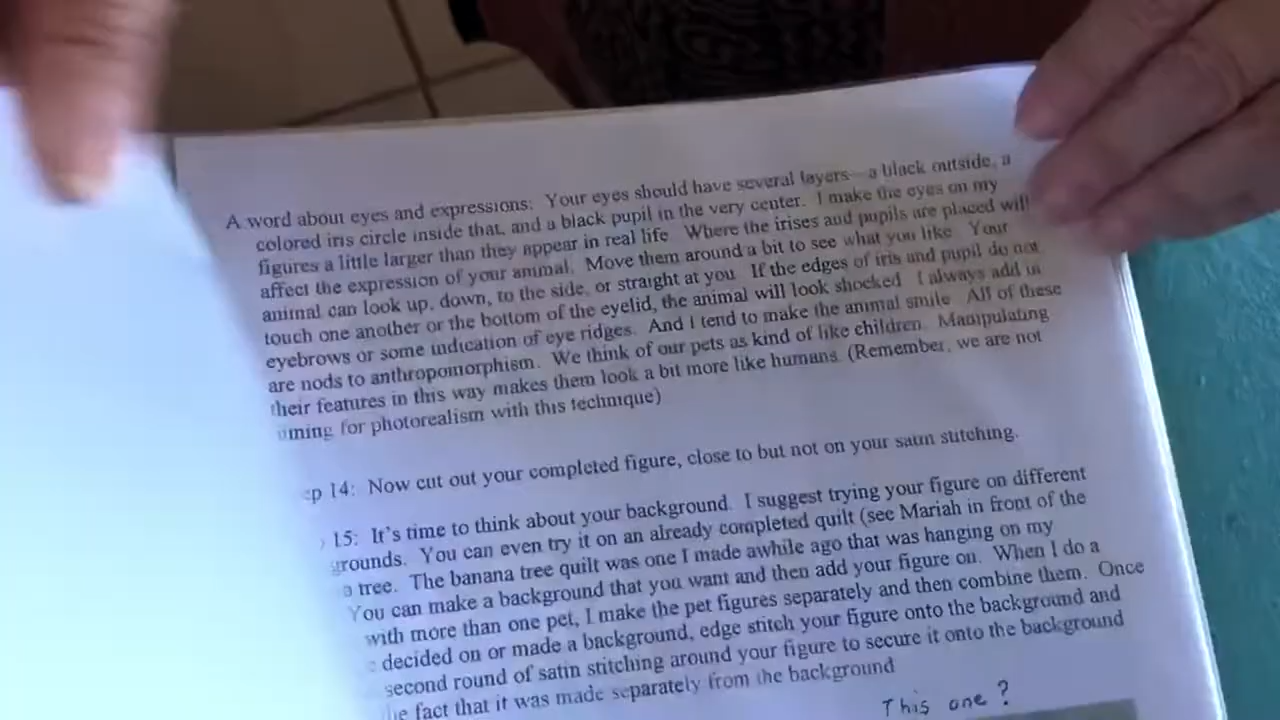 A word about eyes and expressions: Your eyes should have several layers—a black outside, a
colored iris circle inside that, and a black pupil in the very center. I make the eyes on my
figures a little larger than they appear in real life. Where the irises and pupils are placed will
affect the expression of your animal. Move them around a bit to see what you like. Your
animal can look up, down, to the side, or straight at you. If the edges of iris and pupil do not
touch one another or the bottom of the eyelid, the animal will look shocked. I always add in
eyebrows or some indication of eye ridges. And I tend to make the animal smile. All of these
are nods to anthropomorphism. We think of our pets as kind of like children. Manipulating
their features in this way makes them look a bit more like humans. (Remember, we are not
iming for photorealism with this technique)
ep 14: Now cut out your completed figure, close to but not on your satin stitching.
15: It's time to think about your background. I suggest trying your figure on different
grounds. You can even try it on an already completed quilt (see Mariah in front of the
a tree. The banana tree quilt was one I made awhile ago that was hanging on my
You can make a background that you want and then add your figure on. When I do a
with more than one pet, I make the pet figures separately and then combine them. Once
decided on or made a background, edge stitch your figure onto the background and
second round of satin stitching around your figure to secure it onto the background
he fact that it was made separately from the background
This one?